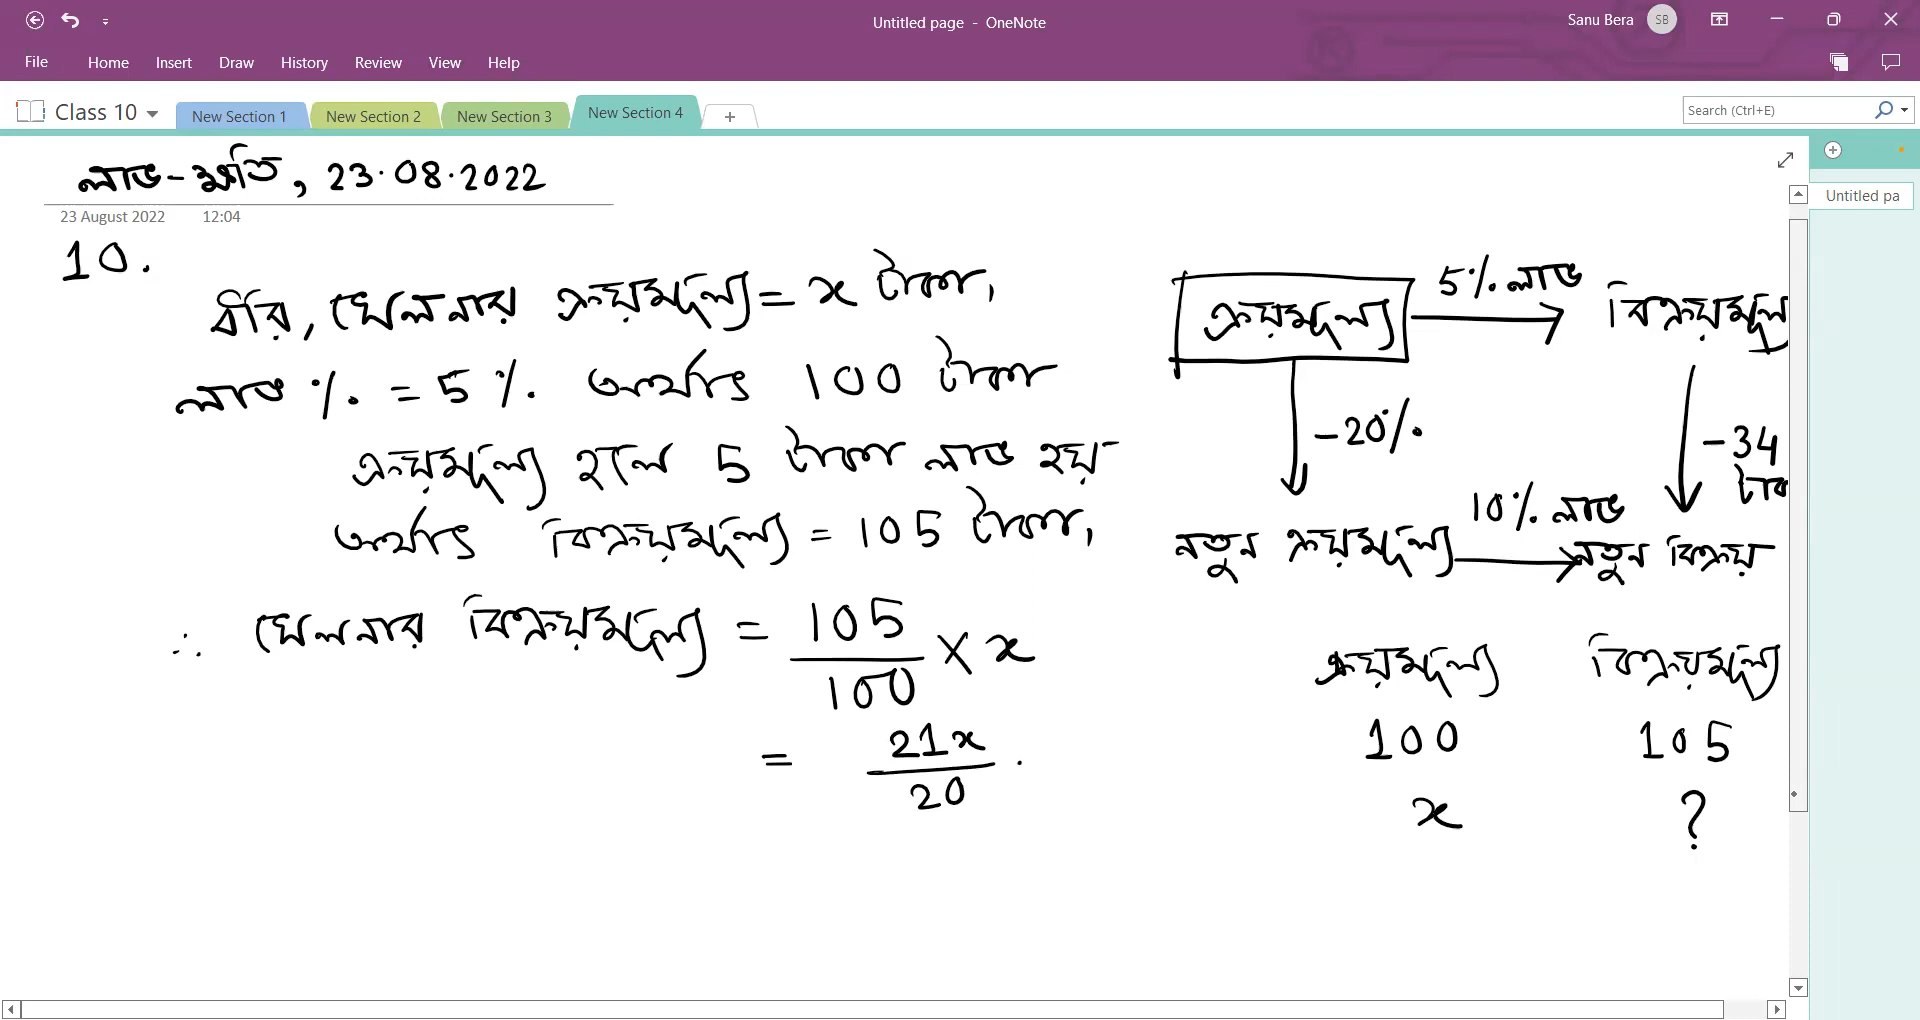 Untitled page - OneNote
Sanu Bera SB
File Home Insert Draw History Review View Help
Class 10 New Section 1 New Section 2 New Section 3 New Section 4 +
Search (Ctrl+E)
Untitled pa
লাভ-ক্ষতি, 23.08.2022
23 August 2022 12:04
10.
ধরি, খেলনার ক্রয়মূল্য = x টাকা,
লাভ % = 5 %. অর্থাৎ 100 টাকা
ক্রয়মূল্য হলে 5 টাকা লাভ হয়
অর্থাৎ বিক্রয়মূল্য = 105 টাকা,
∴ খেলনার বিক্রয়মূল্য = 105/100 × x
= 21x/20 .
ক্রয়মূল্য 5% লাভ বিক্রয়মূল্য
-20% -34
টাকা
10% লাভ
নতুন ক্রয়মূল্য নতুন বিক্রয়
ক্রয়মূল্য বিক্রয়মূল্য
100 105
x ?